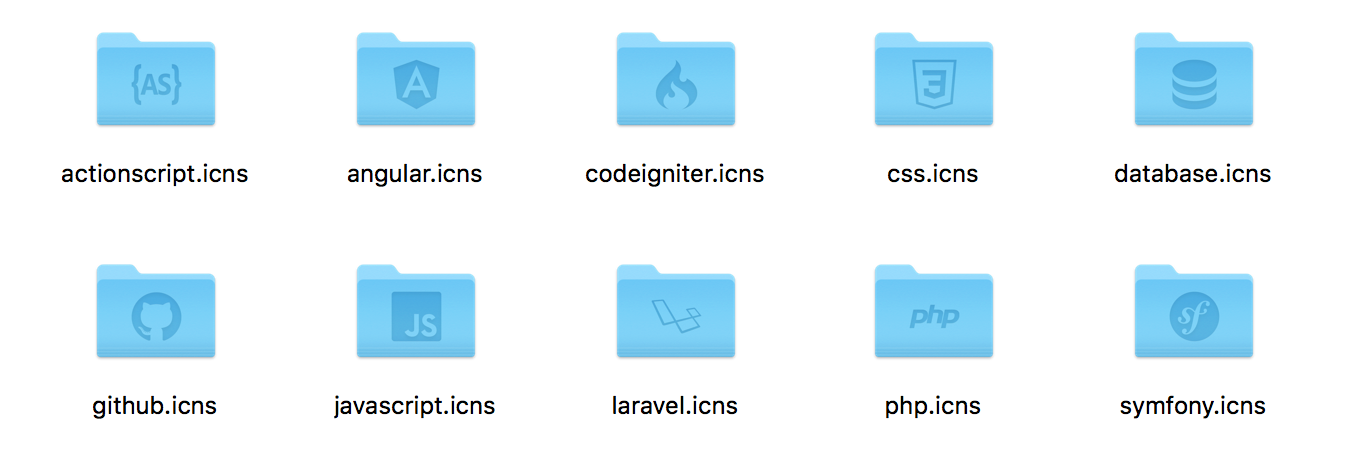 {AS}
A
3
actionscript.icns
angular.icns
codeigniter.icns
css.icns
database.icns
JS
php
sf
github.icns
javascript.icns
laravel.icns
php.icns
symfony.icns